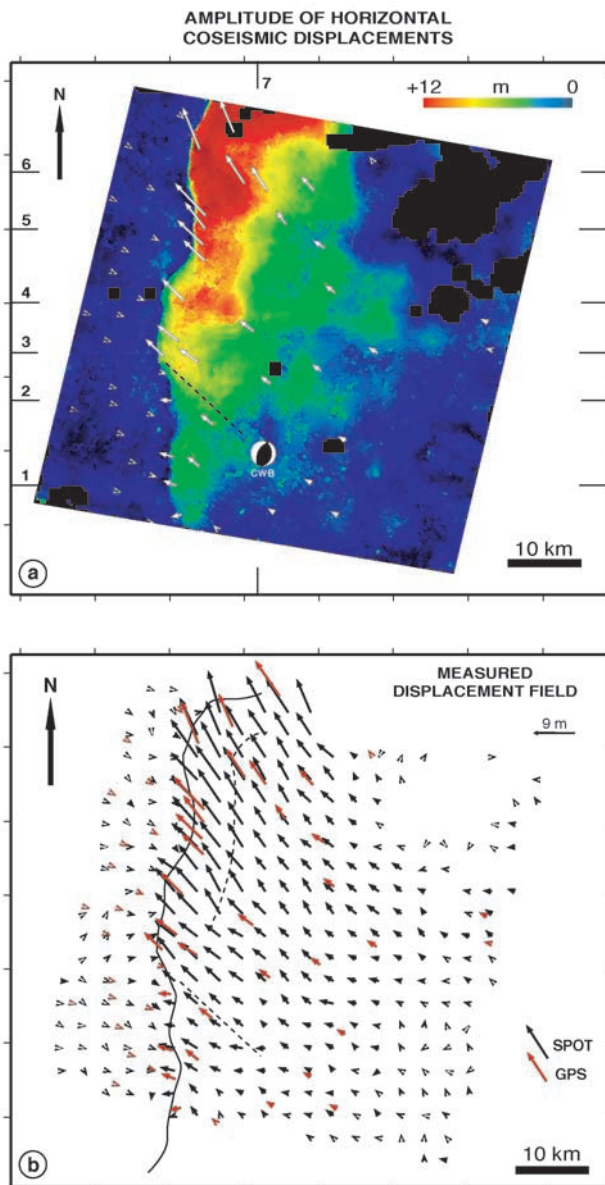 AMPLITUDE OF HORIZONTAL
COSEISMIC DISPLACEMENTS
7
N
+12 m 0
6
5
4
3
2
1
CWB
10 km
a
N
MEASURED
DISPLACEMENT FIELD
9 m
SPOT
GPS
10 km
b